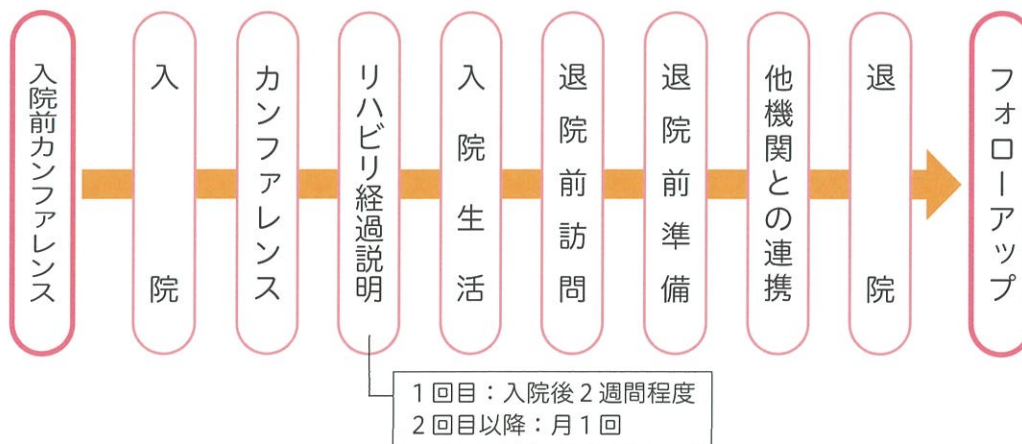 入院前カンファレンス
入院
カンファレンス
リハビリ経過説明
入院生活
退院前訪問
退院前準備
他機関との連携
退院
フォローアップ
1回目：入院後2週間程度
2回目以降：月1回